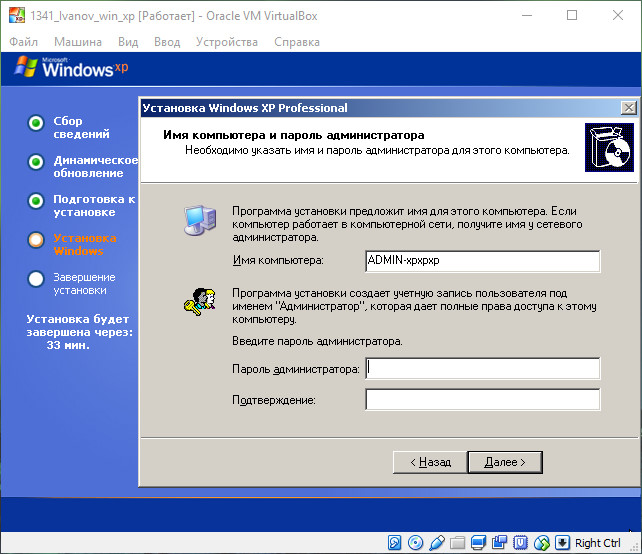 1341_Ivanov_win_xp [Работает] - Oracle VM VirtualBox
Файл Машина Вид Ввод Устройства Справка
Microsoft
Windows xp
Сбор
сведений
Динамическое
обновление
Подготовка к
установке
Установка
Windows
Завершение
установки
Установка будет
завершена через:
33 мин.
Установка Windows XP Professional
Имя компьютера и пароль администратора
Необходимо указать имя и пароль администратора для этого компьютера.
Программа установки предложит имя для этого компьютера. Если
компьютер работает в компьютерной сети, получите имя у сетевого
администратора.
Имя компьютера: ADMIN-xpxpxp
Программа установки создает учетную запись пользователя под
именем "Администратор", которая дает полные права доступа к этому
компьютеру.
Введите пароль администратора.
Пароль администратора:
Подтверждение:
< Назад Далее >
Right Ctrl